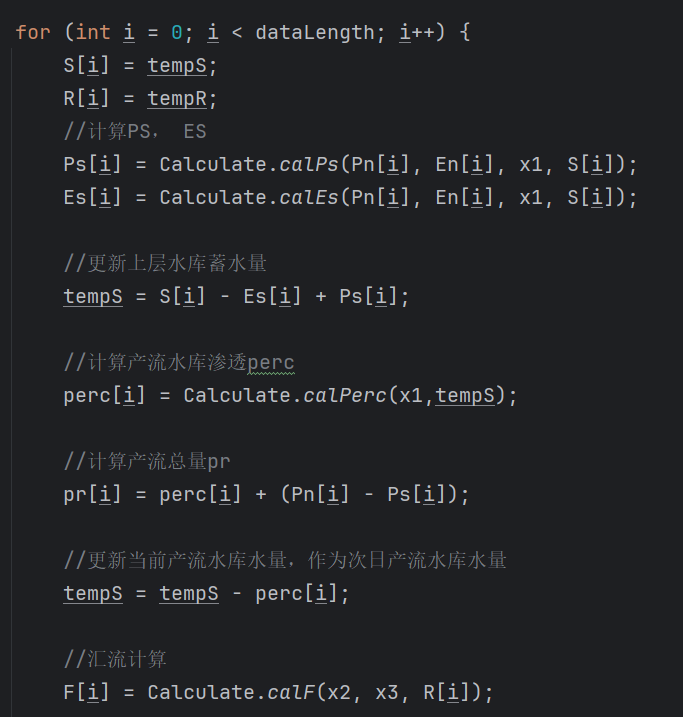 for (int i = 0; i < dataLength; i++) {
S[i] = tempS;
R[i] = tempR;
//计算PS， ES
Ps[i] = Calculate.calPs(Pn[i], En[i], x1, S[i]);
Es[i] = Calculate.calEs(Pn[i], En[i], x1, S[i]);
//更新上层水库蓄水量
tempS = S[i] - Es[i] + Ps[i];
//计算产流水库渗透perc
perc[i] = Calculate.calPerc(x1,tempS);
//计算产流总量pr
pr[i] = perc[i] + (Pn[i] - Ps[i]);
//更新当前产流水库水量，作为次日产流水库水量
tempS = tempS - perc[i];
//汇流计算
F[i] = Calculate.calF(x2, x3, R[i]);